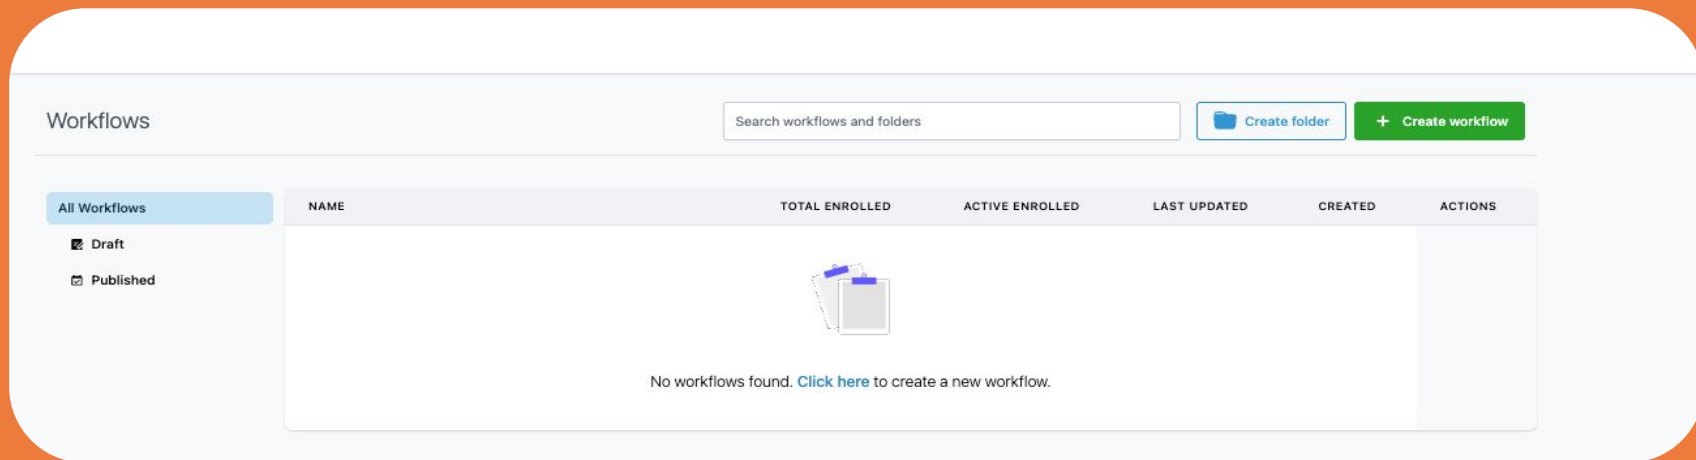 Workflows
Search workflows and folders
Create folder
+ Create workflow
All Workflows
Draft
Published
NAME TOTAL ENROLLED ACTIVE ENROLLED LAST UPDATED CREATED ACTIONS
No workflows found. Click here to create a new workflow.